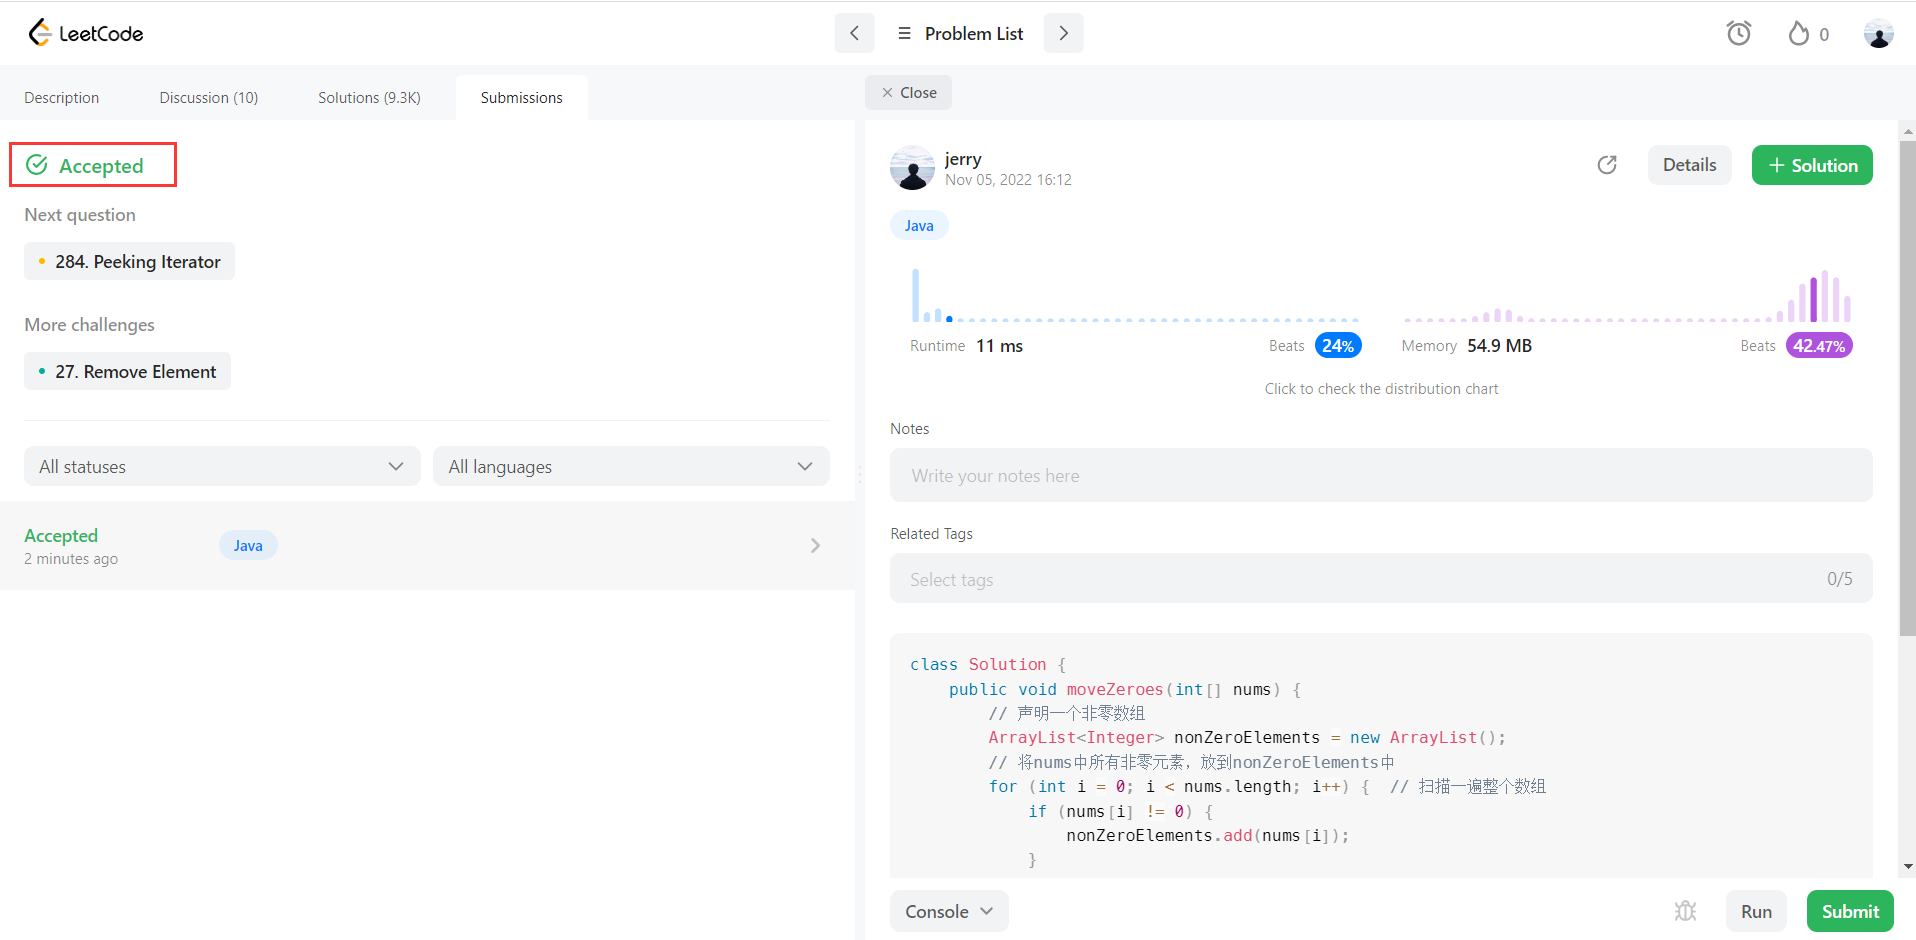 LeetCode
Problem List
0
Description
Discussion (10)
Solutions (9.3K)
Submissions
Close
Accepted
Next question
284. Peeking Iterator
More challenges
27. Remove Element
All statuses
All languages
Accepted
2 minutes ago
Java
jerry
Nov 05, 2022 16:12
Details
+ Solution
Java
Runtime 11 ms
Beats 24%
Memory 54.9 MB
Beats 42.47%
Click to check the distribution chart
Notes
Write your notes here
Related Tags
Select tags
0/5
class Solution {
    public void moveZeroes(int[] nums) {
        // 声明一个非零数组
        ArrayList<Integer> nonZeroElements = new ArrayList();
        // 将nums中所有非零元素，放到nonZeroElements中
        for (int i = 0; i < nums.length; i++) {  // 扫描一遍整个数组
            if (nums[i] != 0) {
                nonZeroElements.add(nums[i]);
            }
Console
Run
Submit